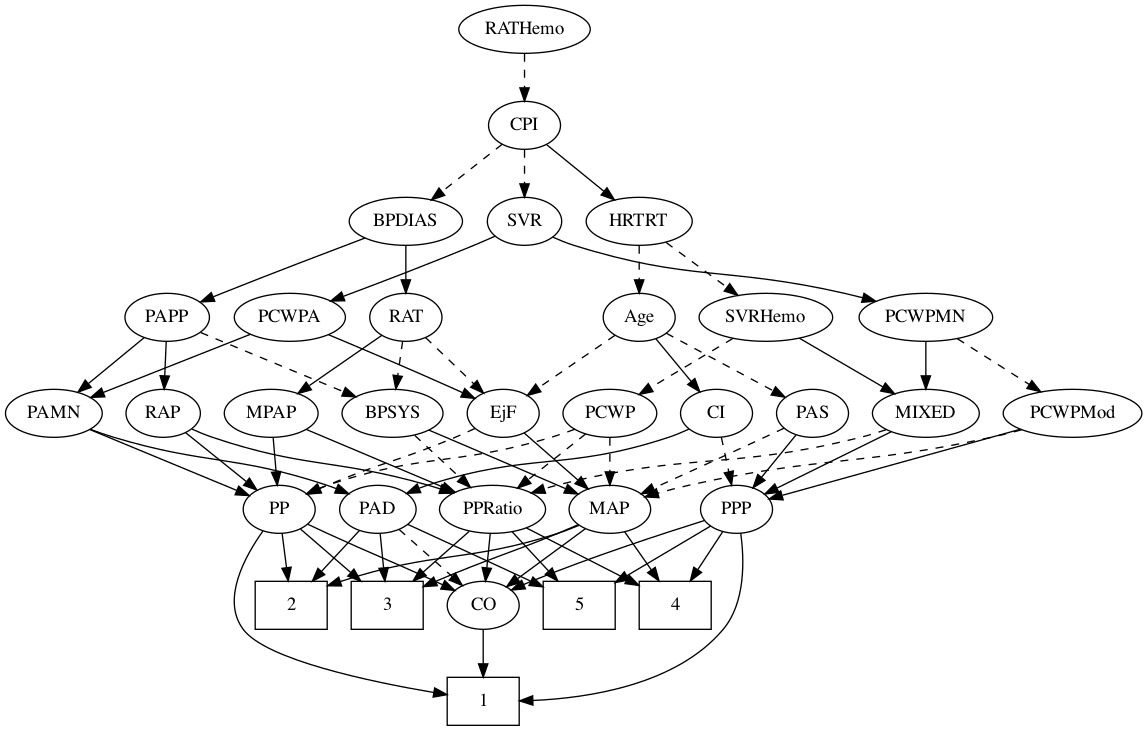 RATHemo
CPI
BPDIAS
SVR
HRTRT
PAPP
PCWPA
RAT
Age
SVRHemo
PCWPMN
PAMN
RAP
MPAP
BPSYS
EjF
PCWP
CI
PAS
MIXED
PCWPMod
PP
PAD
PPRatio
MAP
PPP
2
3
CO
5
4
1